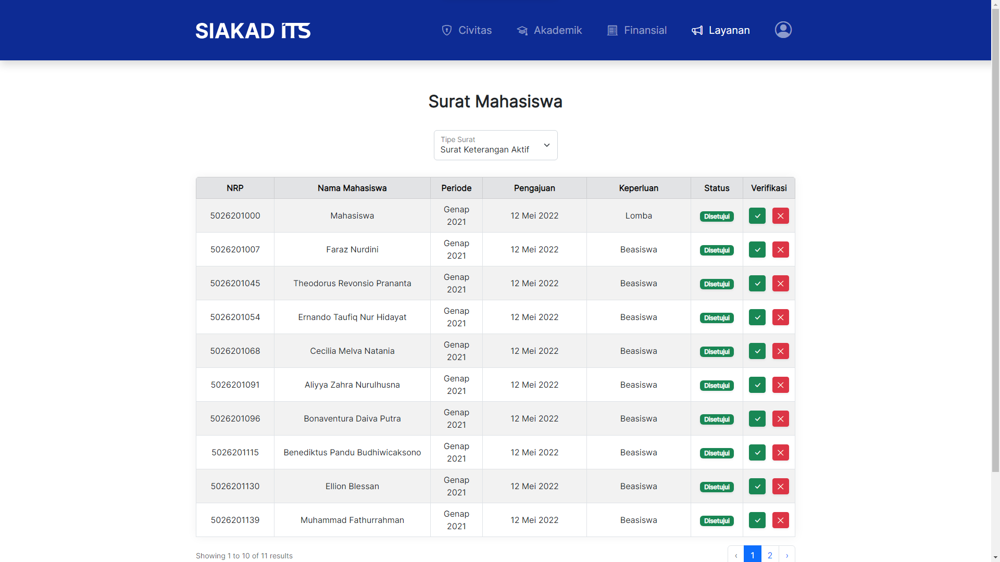 SIAKAD ITS
Civitas
Akademik
Finansial
Layanan
Surat Mahasiswa
Tipe Surat
Surat Keterangan Aktif
NRP Nama Mahasiswa Periode Pengajuan Keperluan Status Verifikasi
5026201000 Mahasiswa Genap 2021 12 Mei 2022 Lomba Disetujui
5026201007 Faraz Nurdini Genap 2021 12 Mei 2022 Beasiswa Disetujui
5026201045 Theodorus Revonsio Prananta Genap 2021 12 Mei 2022 Beasiswa Disetujui
5026201054 Ernando Taufiq Nur Hidayat Genap 2021 12 Mei 2022 Beasiswa Disetujui
5026201068 Cecilia Melva Natania Genap 2021 12 Mei 2022 Beasiswa Disetujui
5026201091 Aliyya Zahra Nurulhusna Genap 2021 12 Mei 2022 Beasiswa Disetujui
5026201096 Bonaventura Daiva Putra Genap 2021 12 Mei 2022 Beasiswa Disetujui
5026201115 Benediktus Pandu Budhiwicaksono Genap 2021 12 Mei 2022 Beasiswa Disetujui
5026201130 Ellion Blessan Genap 2021 12 Mei 2022 Beasiswa Disetujui
5026201139 Muhammad Fathurrahman Genap 2021 12 Mei 2022 Beasiswa Disetujui
Showing 1 to 10 of 11 results
‹ 1 2 ›